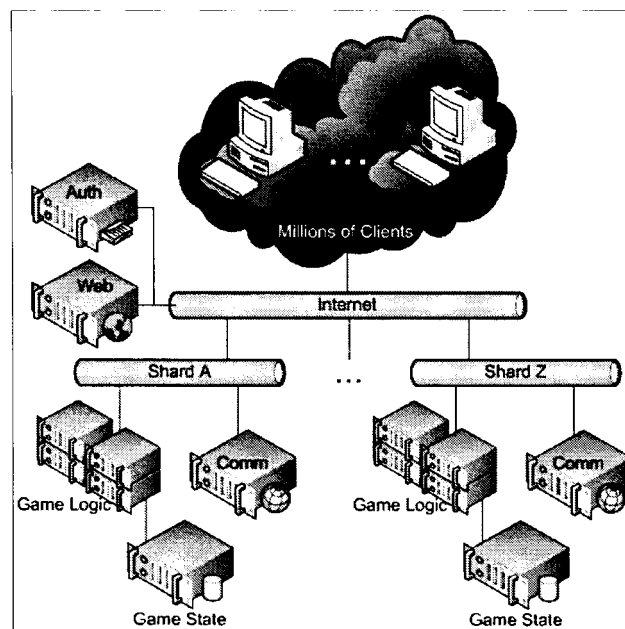 ...
Auth
Millions of Clients
Web
Internet
Shard A
...
Shard Z
Comm
Comm
Game Logic
Game Logic
Game State
Game State